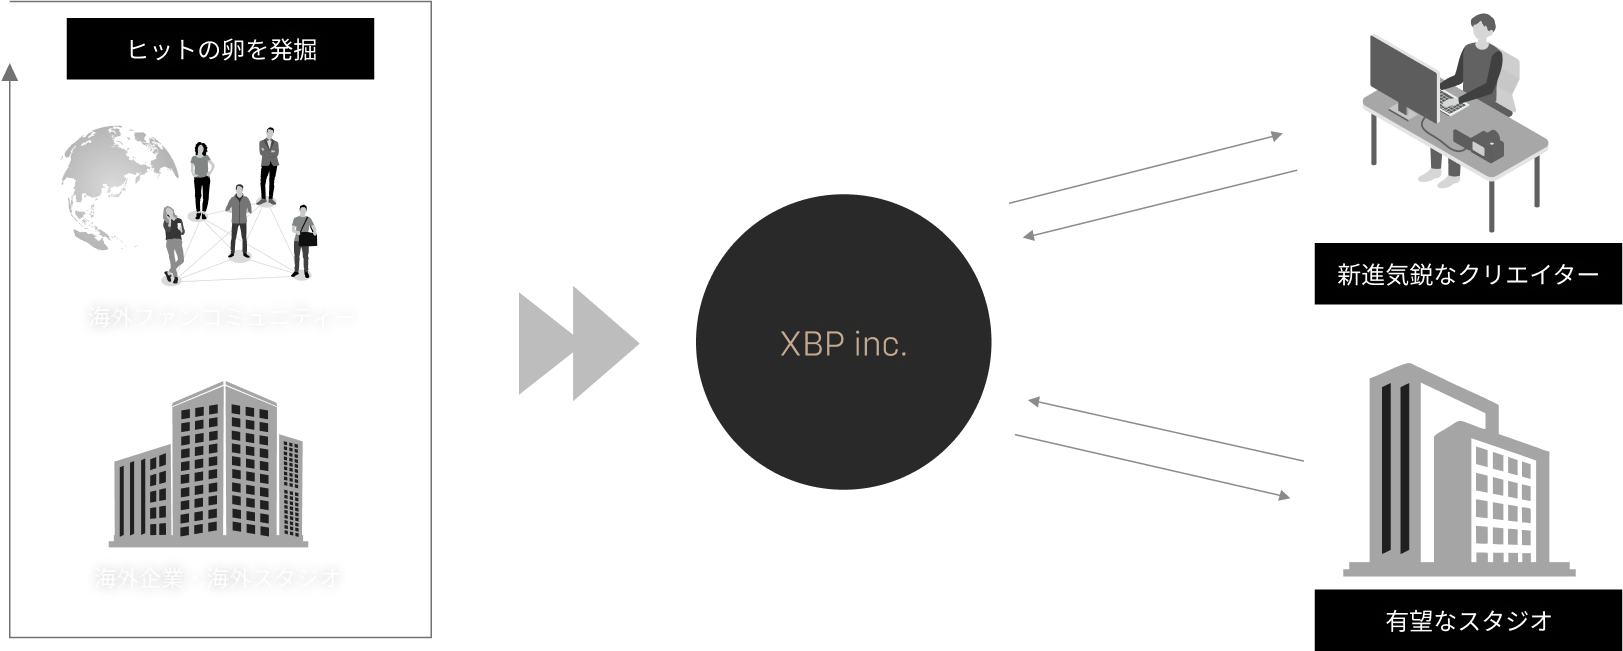 ヒットの卵を発掘
海外ファンコミュニティー
海外企業・海外スタジオ
XBP inc.
新進気鋭なクリエイター
有望なスタジオ